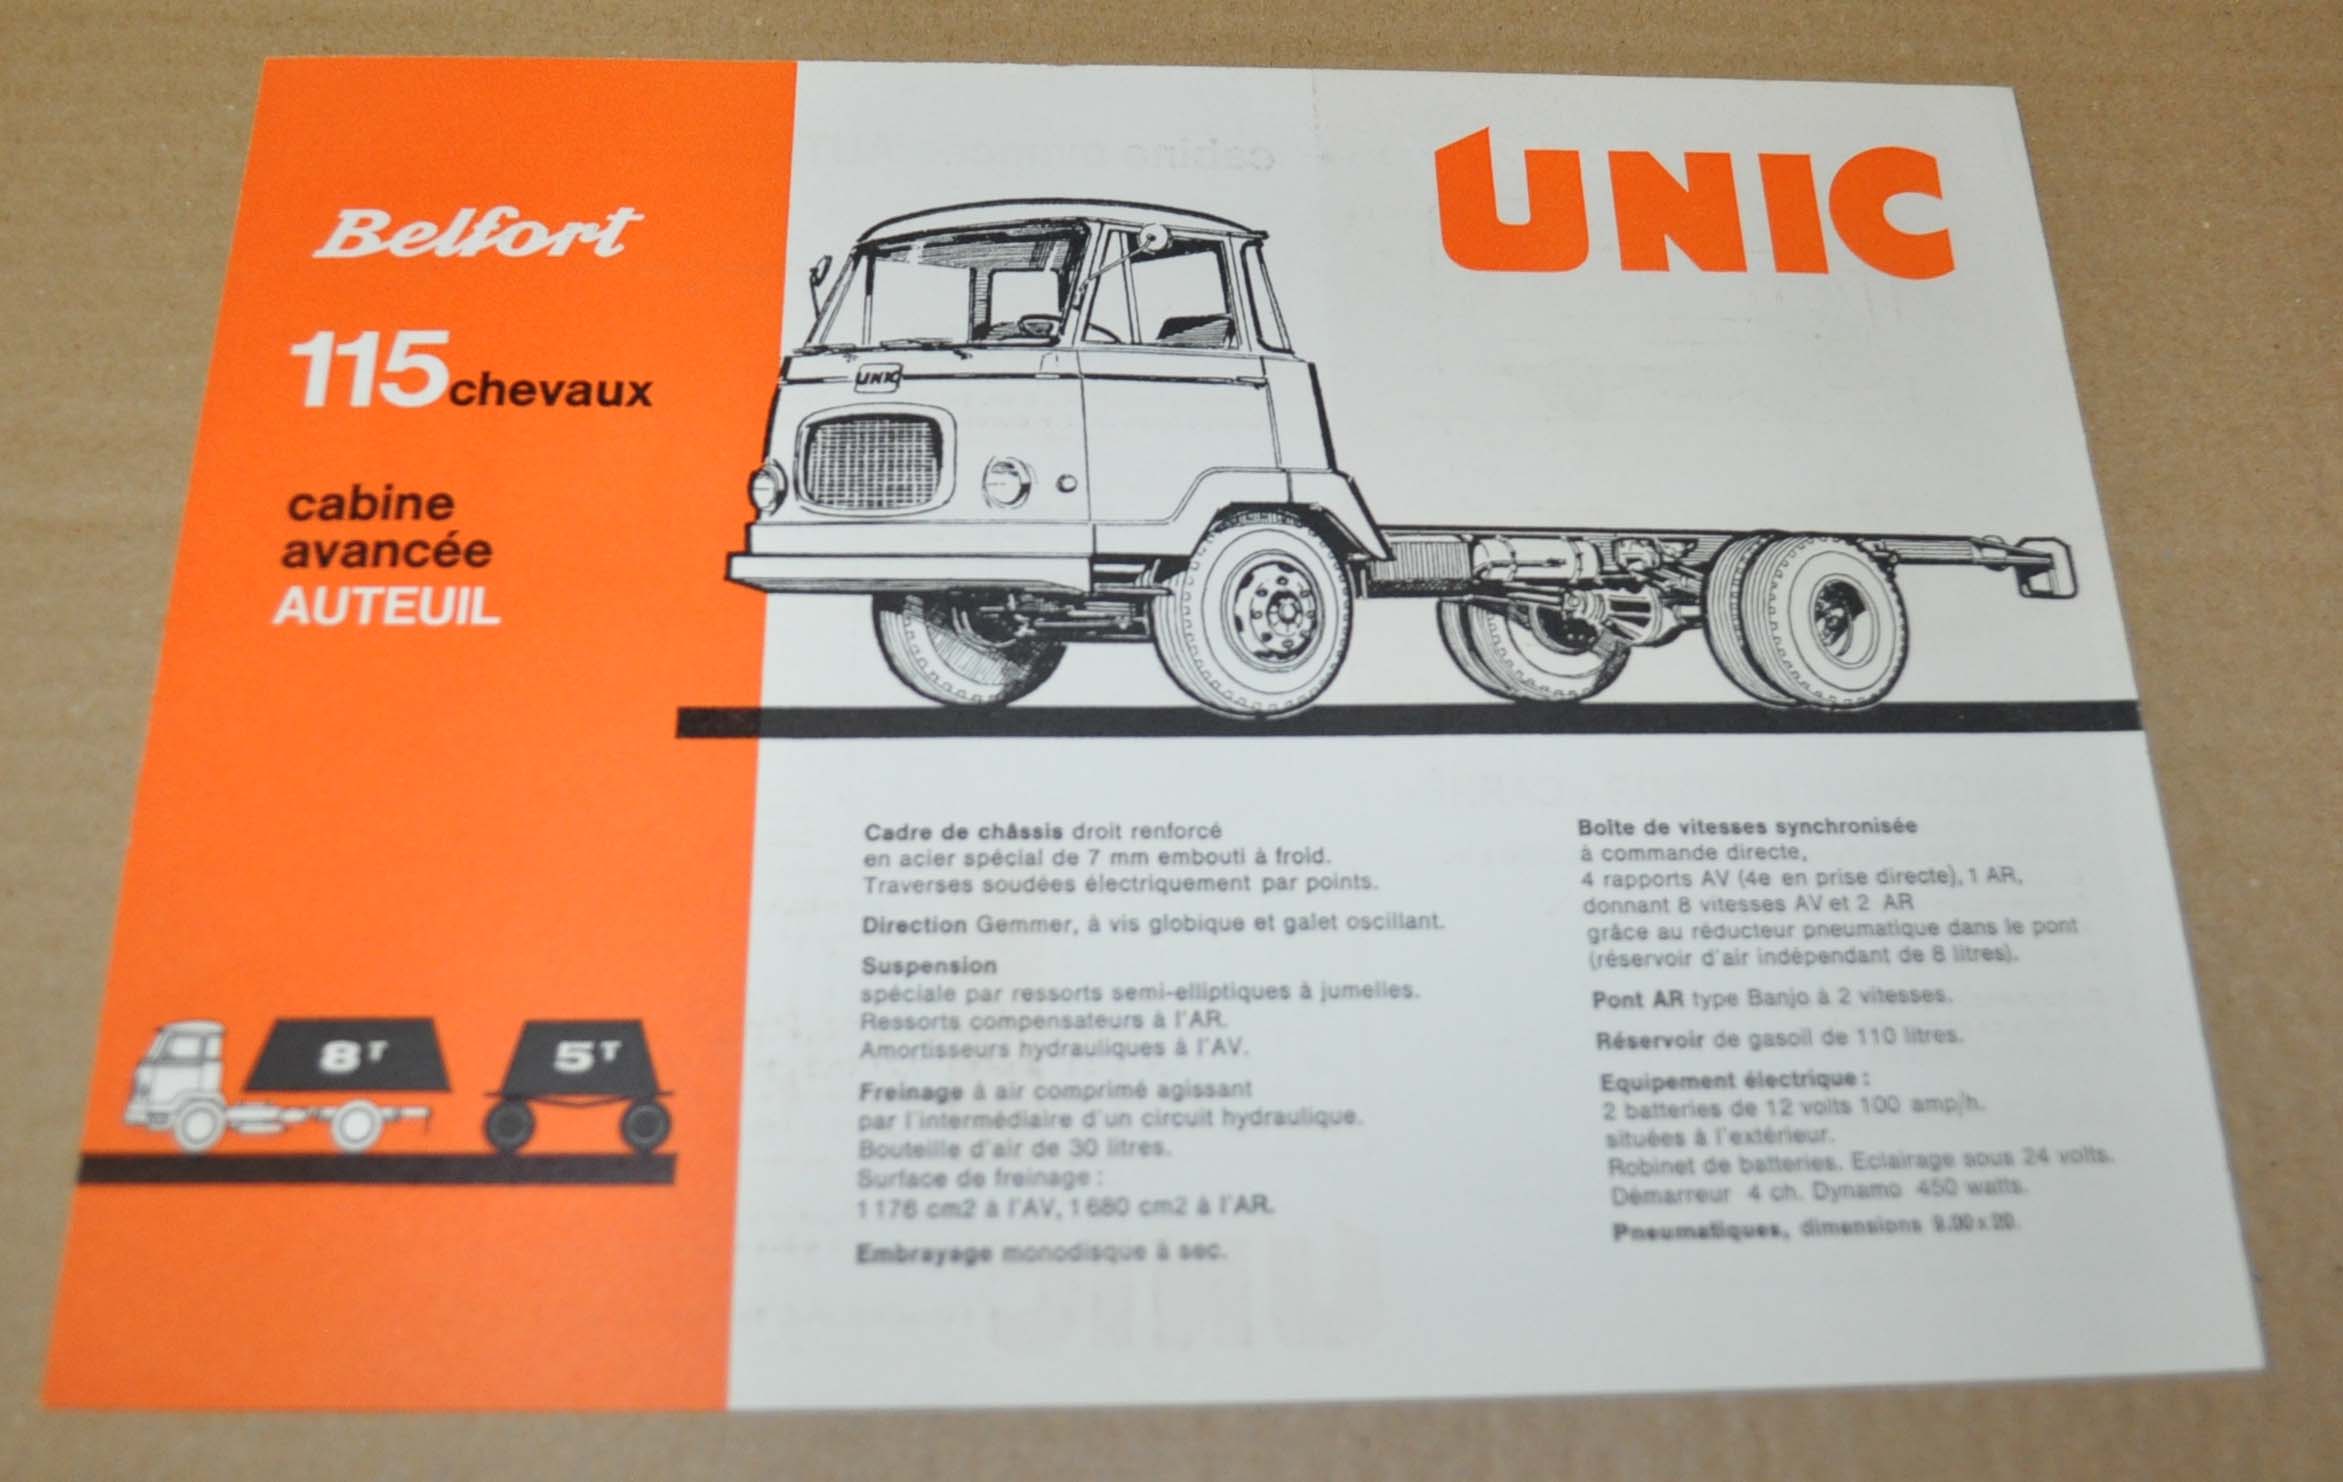 Belfort
115 chevaux
cabine
avancée
AUTEUIL
8T
5T
UNIC
UNIC
Cadre de châssis droit renforcé
en acier spécial de 7 mm embouti à froid.
Traverses soudées électriquement par points.
Direction Gemmer, à vis globique et galet oscillant.
Suspension
spéciale par ressorts semi-elliptiques à jumelles.
Ressorts compensateurs à l'AR.
Amortisseurs hydrauliques à l'AV.
Freinage à air comprimé agissant
par l'intermédiaire d'un circuit hydraulique.
Bouteille d'air de 30 litres.
Surface de freinage :
1 176 cm2 à l'AV, 1 680 cm2 à l'AR.
Embrayage monodisque à sec.
Boîte de vitesses synchronisée
à commande directe,
4 rapports AV (4e en prise directe), 1 AR,
donnant 8 vitesses AV et 2 AR
grâce au réducteur pneumatique dans le pont
(réservoir d'air indépendant de 8 litres).
Pont AR type Banjo à 2 vitesses.
Réservoir de gasoil de 110 litres.
Equipement électrique :
2 batteries de 12 volts 100 amp/h.
situées à l'extérieur.
Robinet de batteries. Eclairage sous 24 volts.
Démarreur 4 ch. Dynamo 450 watts.
Pneumatiques, dimensions 9.00 x 20.